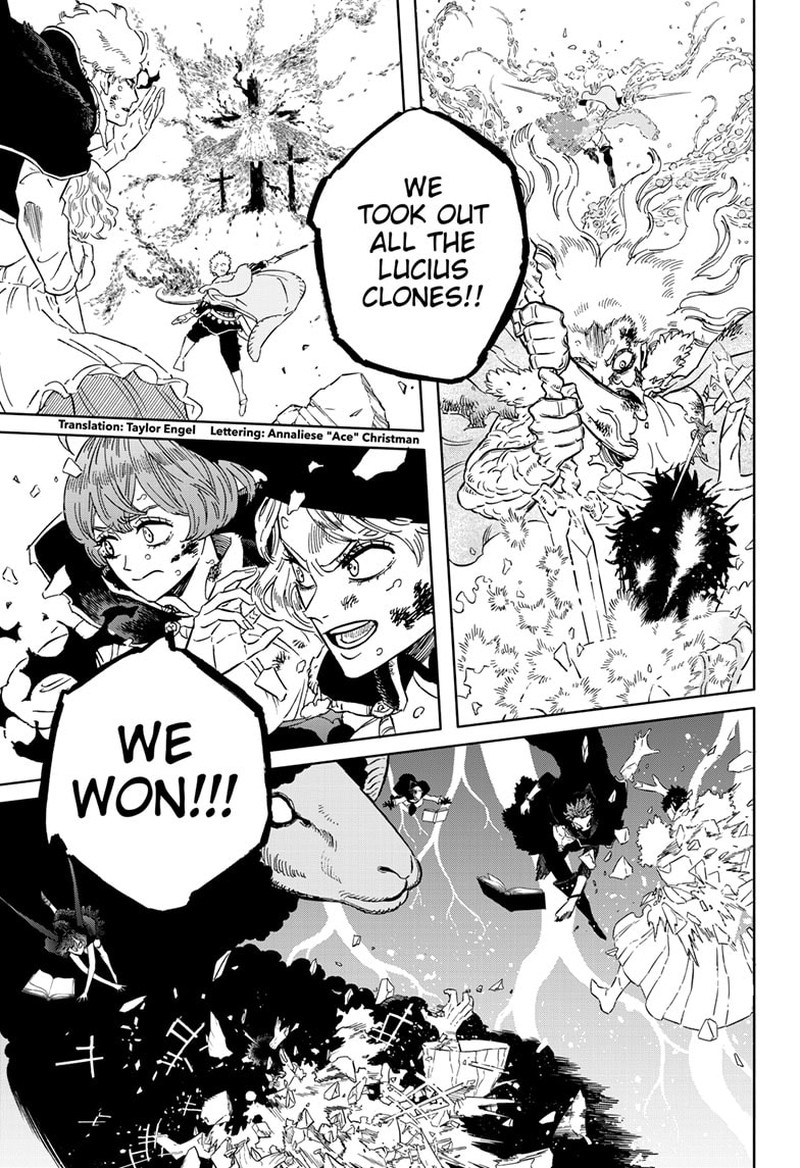 WE
TOOK OUT
ALL THE
LUCIUS
CLONES!!
Translation: Taylor Engel Lettering: Annaliese "Ace" Christman
WE
WON!!!